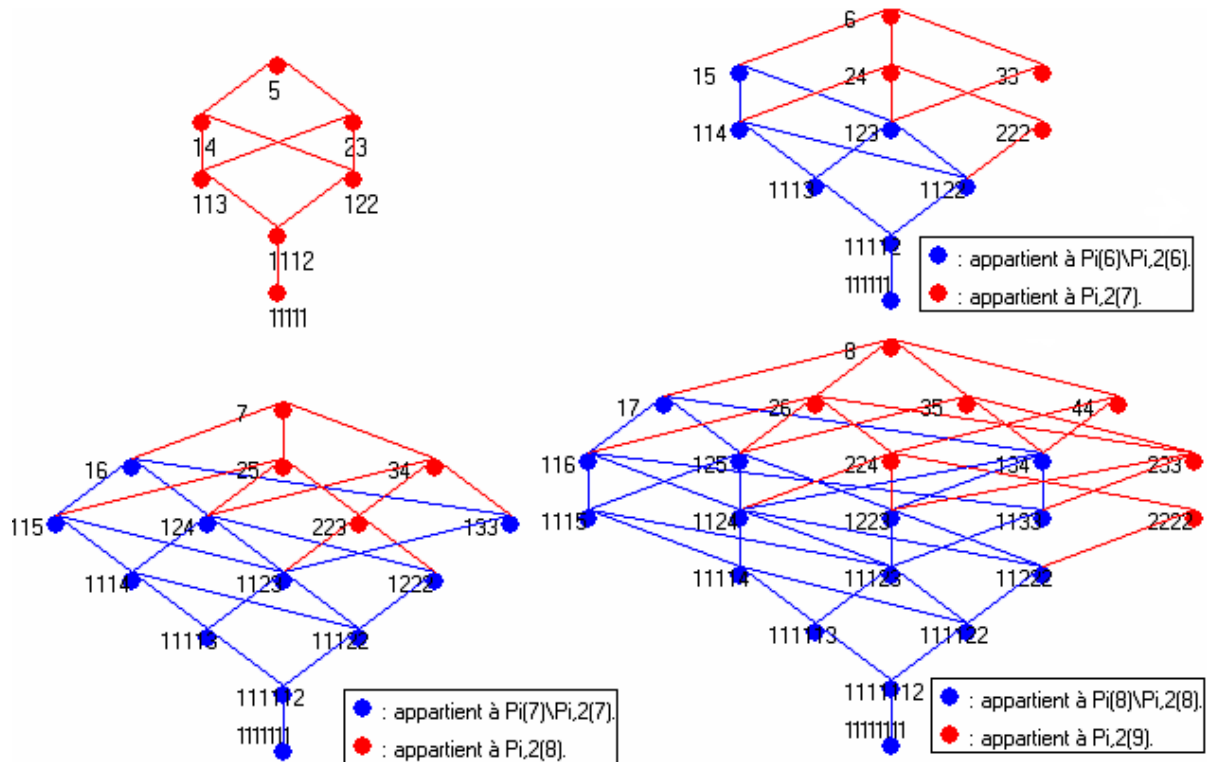 5
14 23
113 122
1112
11111
6
15 24 33
114 123 222
1113 1122
11112
111111
: appartient à Pi(6)\Pi,2(6).
: appartient à Pi,2(7).
7
16 25 34
115 124 223 133
1114 1123 1222
11113 11122
111112
1111111
: appartient à Pi(7)\Pi,2(7).
: appartient à Pi,2(8).
8
17 26 35 44
116 125 224 134 233
1115 1124 1223 1133 2222
11114 11123 11222
111113 111122
1111112
11111111
: appartient à Pi(8)\Pi,2(8).
: appartient à Pi,2(9).